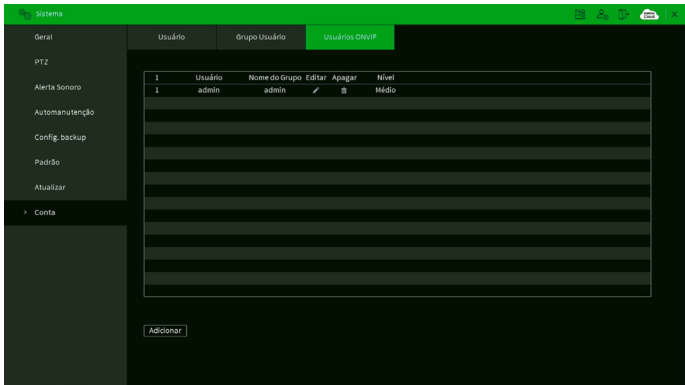 Sistema
Geral
PTZ
Alerta Sonoro
Automanutenção
Config. backup
Padrão
Atualizar
> Conta
Usuário Grupo Usuário Usuários ONVIF
1 Usuário Nome do Grupo Editar Apagar Nível
1 admin admin Médio
Adicionar